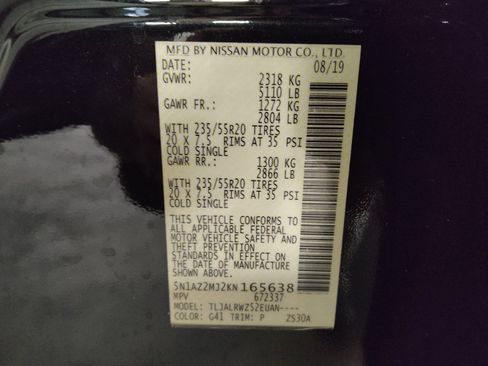 MFD BY NISSAN MOTOR CO., LTD.
DATE: 08/19
GVWR: 2318 KG
5110 LB
GAWR FR.: 1272 KG
2804 LB
WITH 235/55R20 TIRES
20 X 7.5 RIMS AT 35 PSI
COLD SINGLE
GAWR RR.: 1300 KG
2866 LB
WITH 235/55R20 TIRES
20 X 7.5 RIMS AT 35 PSI
COLD SINGLE
THIS VEHICLE CONFORMS TO
ALL APPLICABLE FEDERAL
MOTOR VEHICLE SAFETY AND
THEFT PREVENTION
STANDARDS IN EFFECT ON
THE DATE OF MANUFACTURE
SHOWN ABOVE.
5N1AZ2MJ2KN165638
MPV 672337
MODEL: TLJALRWZ52EUAN----
COLOR: G41 TRIM: P 2S30A